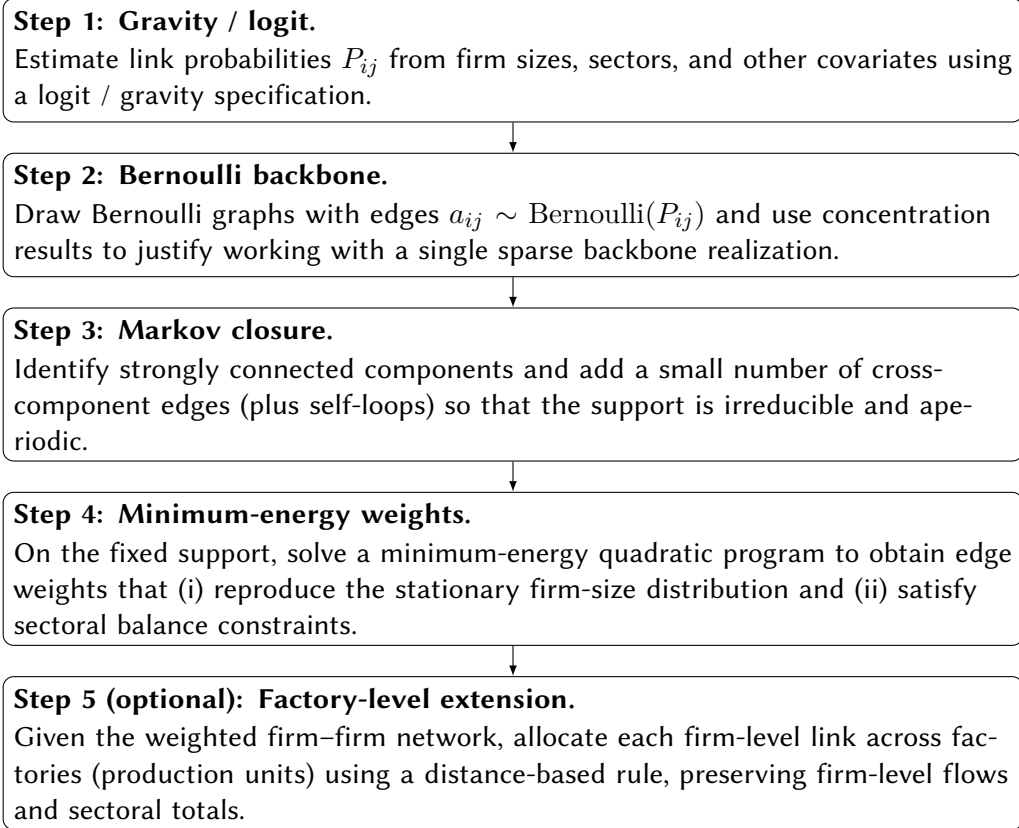 Step 1: Gravity / logit.
Estimate link probabilities P_{ij} from firm sizes, sectors, and other covariates using
a logit / gravity specification.
Step 2: Bernoulli backbone.
Draw Bernoulli graphs with edges a_{ij} ∼ Bernoulli(P_{ij}) and use concentration
results to justify working with a single sparse backbone realization.
Step 3: Markov closure.
Identify strongly connected components and add a small number of cross-
component edges (plus self-loops) so that the support is irreducible and ape-
riodic.
Step 4: Minimum-energy weights.
On the fixed support, solve a minimum-energy quadratic program to obtain edge
weights that (i) reproduce the stationary firm-size distribution and (ii) satisfy
sectoral balance constraints.
Step 5 (optional): Factory-level extension.
Given the weighted firm–firm network, allocate each firm-level link across fac-
tories (production units) using a distance-based rule, preserving firm-level flows
and sectoral totals.